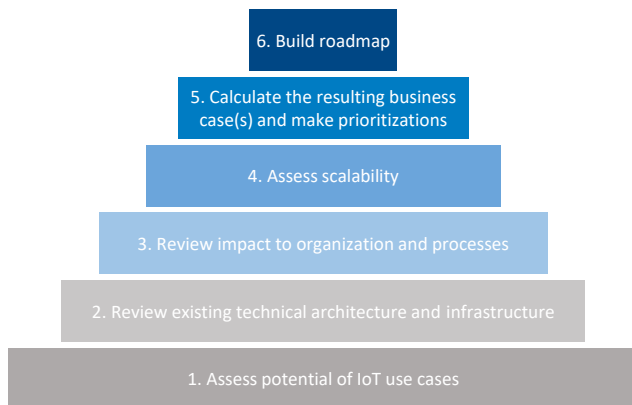 6. Build roadmap
5. Calculate the resulting business
case(s) and make prioritizations
4. Assess scalability
3. Review impact to organization and processes
2. Review existing technical architecture and infrastructure
1. Assess potential of IoT use cases